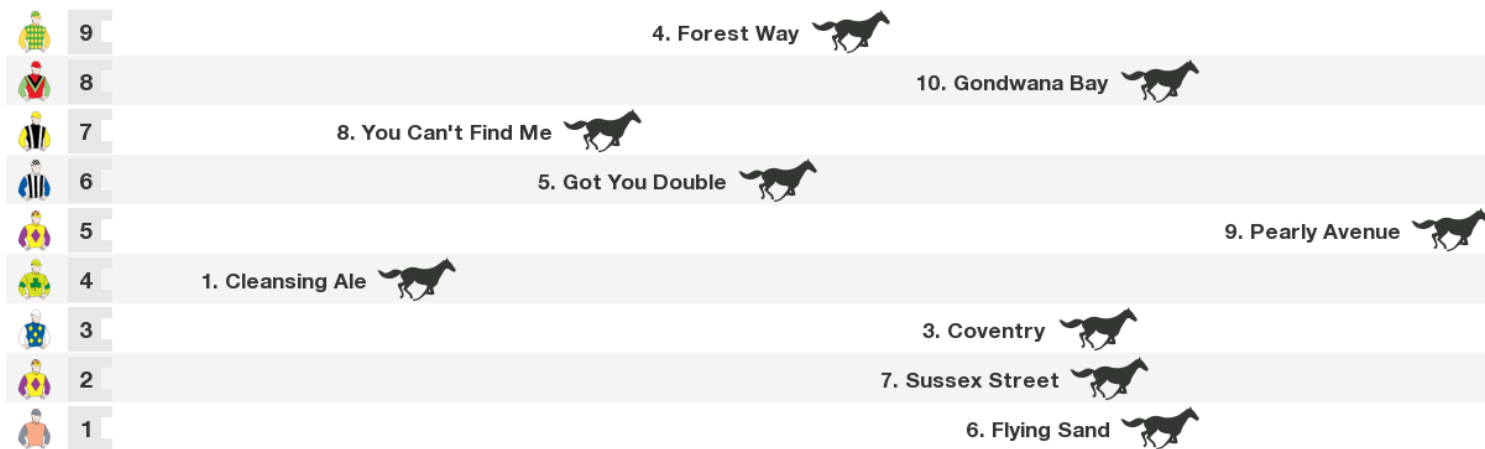 9 4. Forest Way
8 10. Gondwana Bay
7 8. You Can't Find Me
6 5. Got You Double
5 9. Pearly Avenue
4 1. Cleansing Ale
3 3. Coventry
2 7. Sussex Street
1 6. Flying Sand